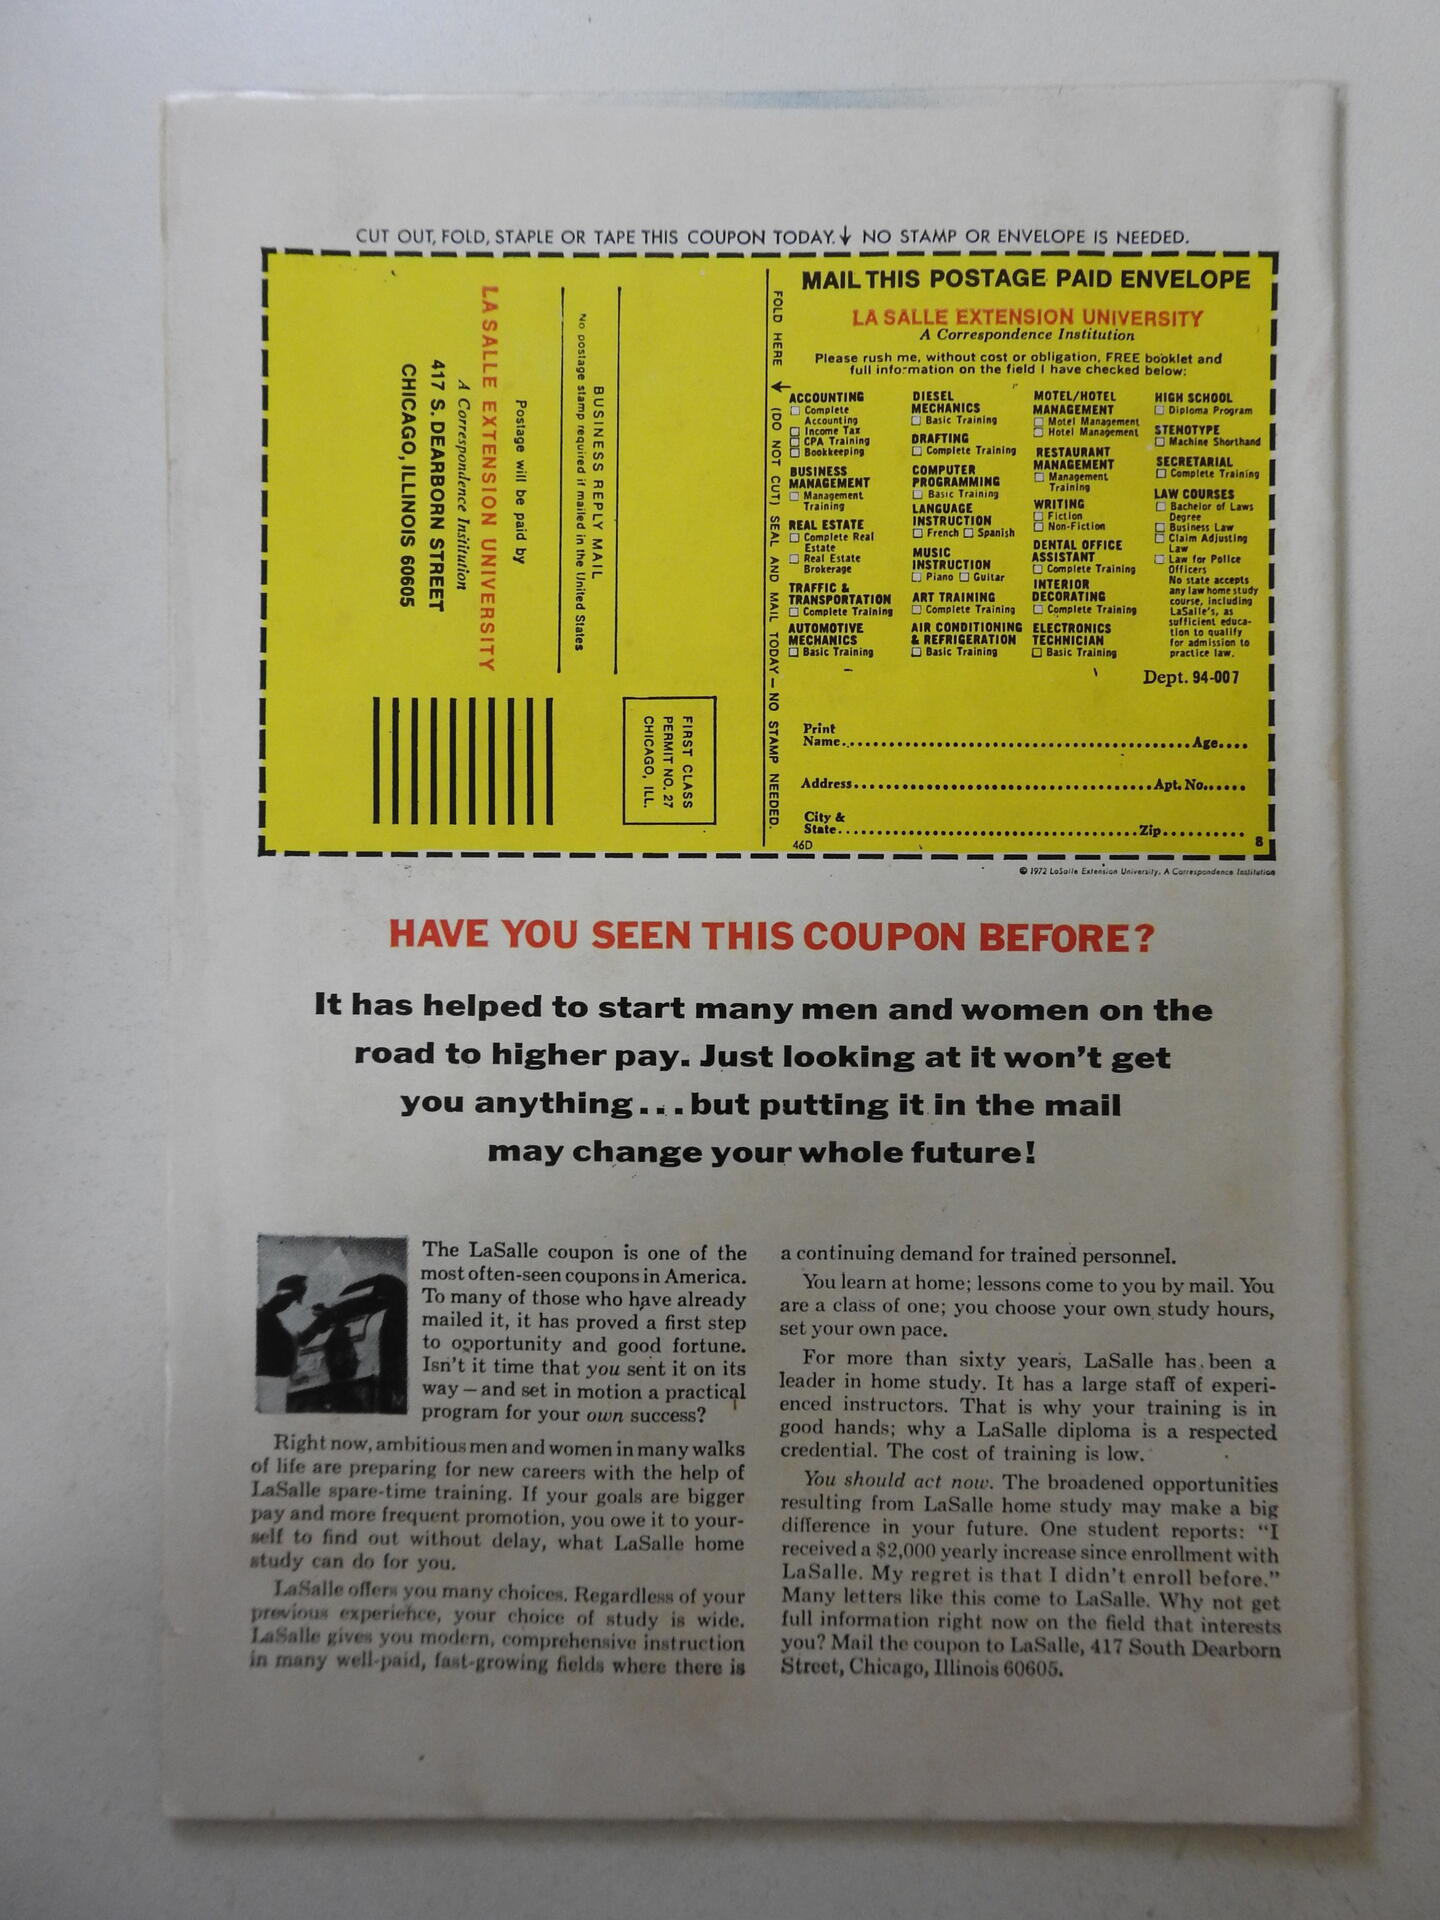 CUT OUT, FOLD, STAPLE OR TAPE THIS COUPON TODAY. ↓ NO STAMP OR ENVELOPE IS NEEDED.
BUSINESS REPLY MAIL
No postage stamp required if mailed in the United States
Postage will be paid by
LA SALLE EXTENSION UNIVERSITY
A Correspondence Institution
417 S. DEARBORN STREET
CHICAGO, ILLINOIS 60605
FIRST CLASS
PERMIT NO. 27
CHICAGO, ILL.
FOLD HERE → (DO NOT CUT) SEAL AND MAIL TODAY — NO STAMP NEEDED.
MAIL THIS POSTAGE PAID ENVELOPE
LA SALLE EXTENSION UNIVERSITY
A Correspondence Institution
Please rush me, without cost or obligation, FREE booklet and
full information on the field I have checked below:
ACCOUNTING
☐ Complete
Accounting
☐ Income Tax
☐ CPA Training
☐ Bookkeeping
BUSINESS
MANAGEMENT
☐ Management
Training
REAL ESTATE
☐ Complete Real
Estate
☐ Real Estate
Brokerage
TRAFFIC &
TRANSPORTATION
☐ Complete Training
AUTOMOTIVE
MECHANICS
☐ Basic Training
DIESEL
MECHANICS
☐ Basic Training
DRAFTING
☐ Complete Training
COMPUTER
PROGRAMMING
☐ Basic Training
LANGUAGE
INSTRUCTION
☐ French ☐ Spanish
MUSIC
INSTRUCTION
☐ Piano ☐ Guitar
ART TRAINING
☐ Complete Training
AIR CONDITIONING
& REFRIGERATION
☐ Basic Training
MOTEL/HOTEL
MANAGEMENT
☐ Motel Management
☐ Hotel Management
RESTAURANT
MANAGEMENT
☐ Management
Training
WRITING
☐ Fiction
☐ Non-Fiction
DENTAL OFFICE
ASSISTANT
☐ Complete Training
INTERIOR
DECORATING
☐ Complete Training
ELECTRONICS
TECHNICIAN
☐ Basic Training
HIGH SCHOOL
☐ Diploma Program
STENOTYPE
☐ Machine Shorthand
SECRETARIAL
☐ Complete Training
LAW COURSES
☐ Bachelor of Laws
Degree
☐ Business Law
☐ Claim Adjusting
Law
☐ Law for Police
Officers
No state accepts
any law home study
course, including
LaSalle's, as
sufficient educa-
tion to qualify
for admission to
practice law.
Dept. 94-007
Print
Name........Age....
Address........Apt. No......
City &
State........Zip..........
46D
8
© 1972 LaSalle Extension University, A Correspondence Institution
HAVE YOU SEEN THIS COUPON BEFORE?
It has helped to start many men and women on the
road to higher pay. Just looking at it won't get
you anything...but putting it in the mail
may change your whole future!
The LaSalle coupon is one of the
most often-seen coupons in America.
To many of those who have already
mailed it, it has proved a first step
to opportunity and good fortune.
Isn't it time that you sent it on its
way — and set in motion a practical
program for your own success?
Right now, ambitious men and women in many walks
of life are preparing for new careers with the help of
LaSalle spare-time training. If your goals are bigger
pay and more frequent promotion, you owe it to your-
self to find out without delay, what LaSalle home
study can do for you.
LaSalle offers you many choices. Regardless of your
previous experience, your choice of study is wide.
LaSalle gives you modern, comprehensive instruction
in many well-paid, fast-growing fields where there is
a continuing demand for trained personnel.
You learn at home; lessons come to you by mail. You
are a class of one; you choose your own study hours,
set your own pace.
For more than sixty years, LaSalle has been a
leader in home study. It has a large staff of experi-
enced instructors. That is why your training is in
good hands; why a LaSalle diploma is a respected
credential. The cost of training is low.
You should act now. The broadened opportunities
resulting from LaSalle home study may make a big
difference in your future. One student reports: “I
received a $2,000 yearly increase since enrollment with
LaSalle. My regret is that I didn't enroll before.”
Many letters like this come to LaSalle. Why not get
full information right now on the field that interests
you? Mail the coupon to LaSalle, 417 South Dearborn
Street, Chicago, Illinois 60605.